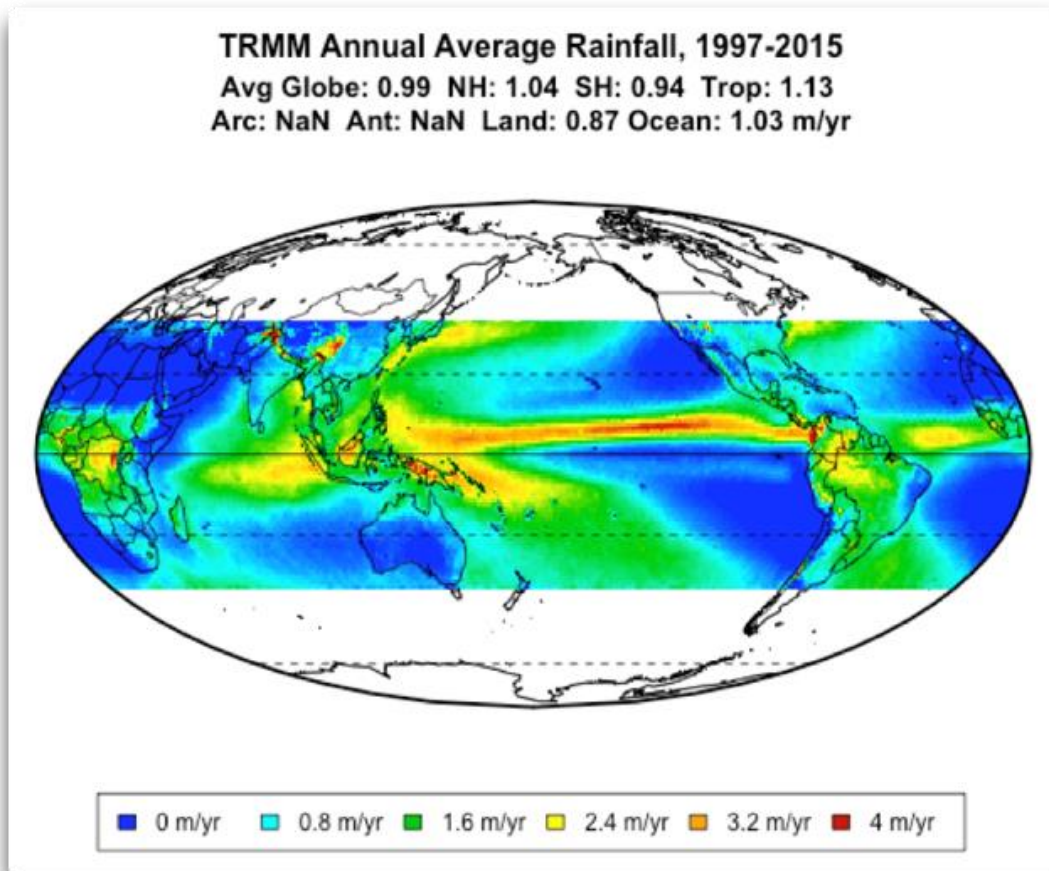 TRMM Annual Average Rainfall, 1997-2015
Avg Globe: 0.99 NH: 1.04 SH: 0.94 Trop: 1.13
Arc: NaN Ant: NaN Land: 0.87 Ocean: 1.03 m/yr
0 m/yr 0.8 m/yr 1.6 m/yr 2.4 m/yr 3.2 m/yr 4 m/yr